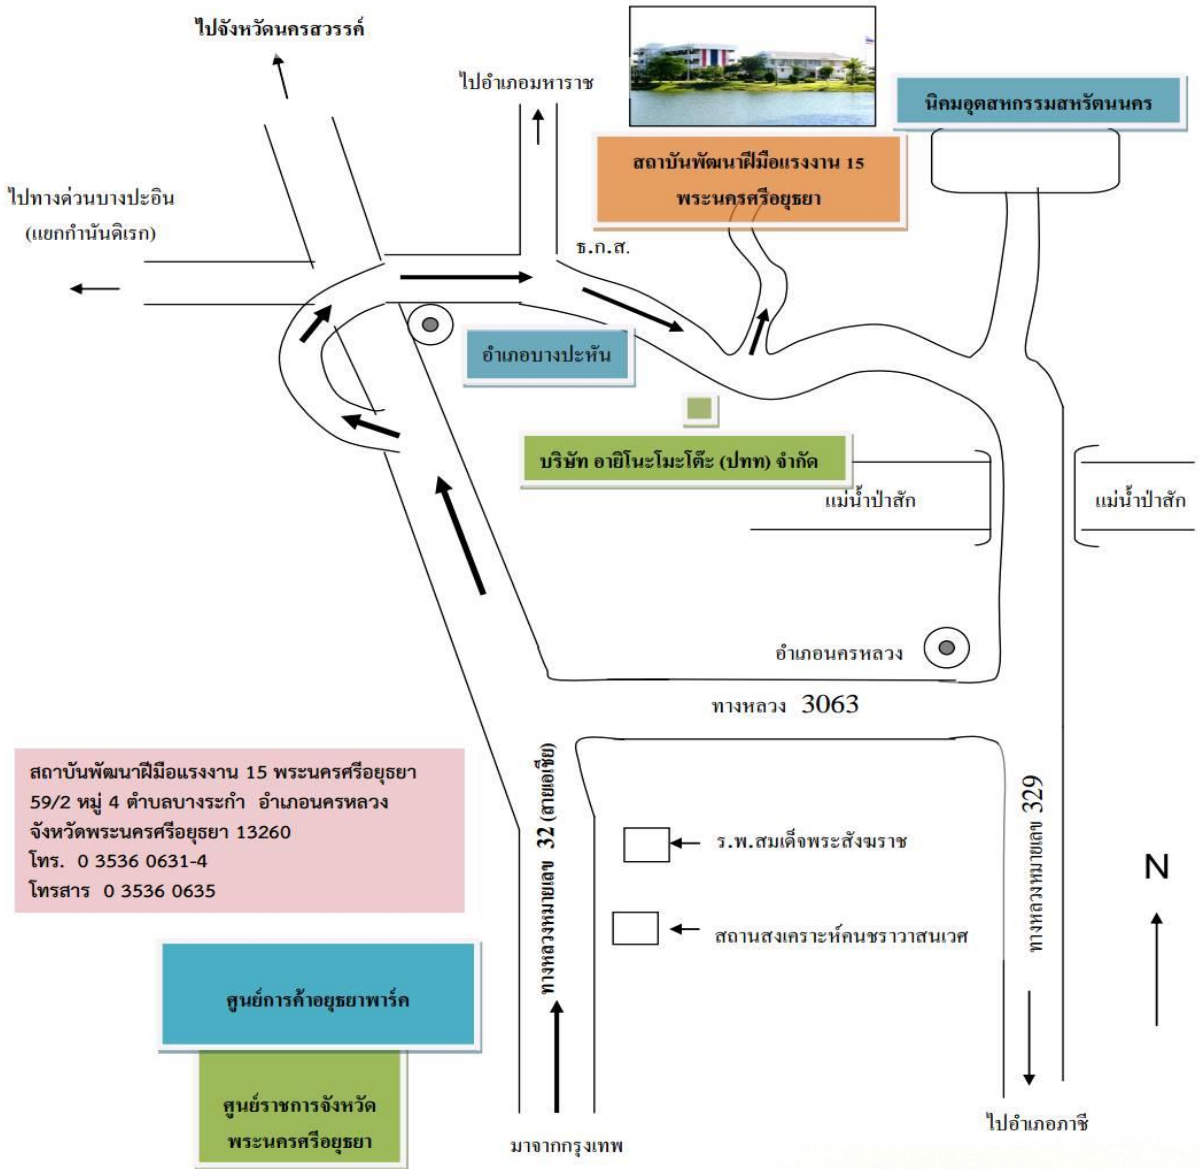 ไปจังหวัดนครสวรรค์
ไปอำเภอมหาราช
นิคมอุตสหกรรมสหรัตนนคร
สถาบันพัฒนาฝีมือแรงงาน 15
พระนครศรีอยุธยา
ไปทางด่วนบางปะอิน
(แยกกำนันดิเรก)
ธ.ก.ส.
อำเภอบางปะหัน
บริษัท อายิโนะโมะโต๊ะ (ปทท) จำกัด
แม่น้ำป่าสัก
แม่น้ำป่าสัก
อำเภอนครหลวง
ทางหลวง 3063
สถาบันพัฒนาฝีมือแรงงาน 15 พระนครศรีอยุธยา
59/2 หมู่ 4 ตำบลบางระกำ อำเภอนครหลวง
จังหวัดพระนครศรีอยุธยา 13260
โทร. 0 3536 0631-4
โทรสาร 0 3536 0635
ทางหลวงหมายเลข 32 (สายเอเชีย)
ร.พ.สมเด็จพระสังฆราช
สถานสงเคราะห์คนชราวาสนเวศ
ทางหลวงหมายเลข 329
N
ศูนย์การค้าอยุธยาพาร์ค
ศูนย์ราชการจังหวัด
พระนครศรีอยุธยา
มาจากกรุงเทพ
ไปอำเภอภาชี